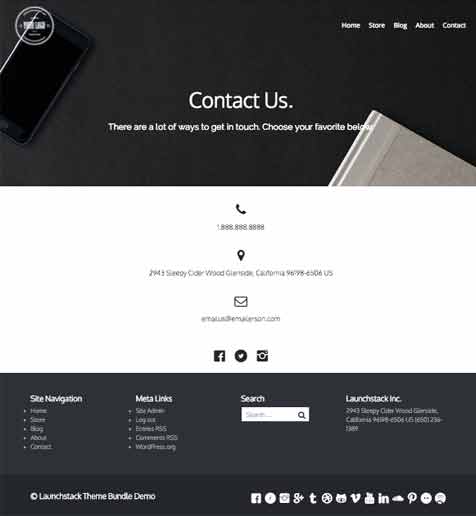 Home Store Blog About Contact
Contact Us.
There are a lot of ways to get in touch. Choose your favorite below
1.888.888.8888
2943 Sleepy Cider Wood Glenside, California 96198-6506 US
emailus@emailerson.com
Site Navigation
Home
Store
Blog
About
Contact
Meta Links
Site Admin
Log out
Entries RSS
Comments RSS
WordPress.org
Search
Search ...
Launchstack Inc.
2943 Sleepy Cider Wood Glenside,
California 96198-6506 US (650) 236-
1389
© Launchstack Theme Bundle Demo